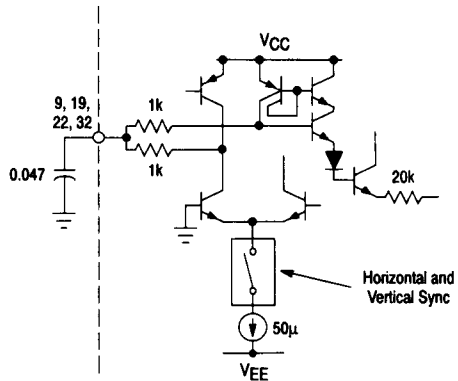 VCC
9, 19,
22, 32
1k
1k
0.047
20k
Horizontal and
Vertical Sync
50μ
VEE